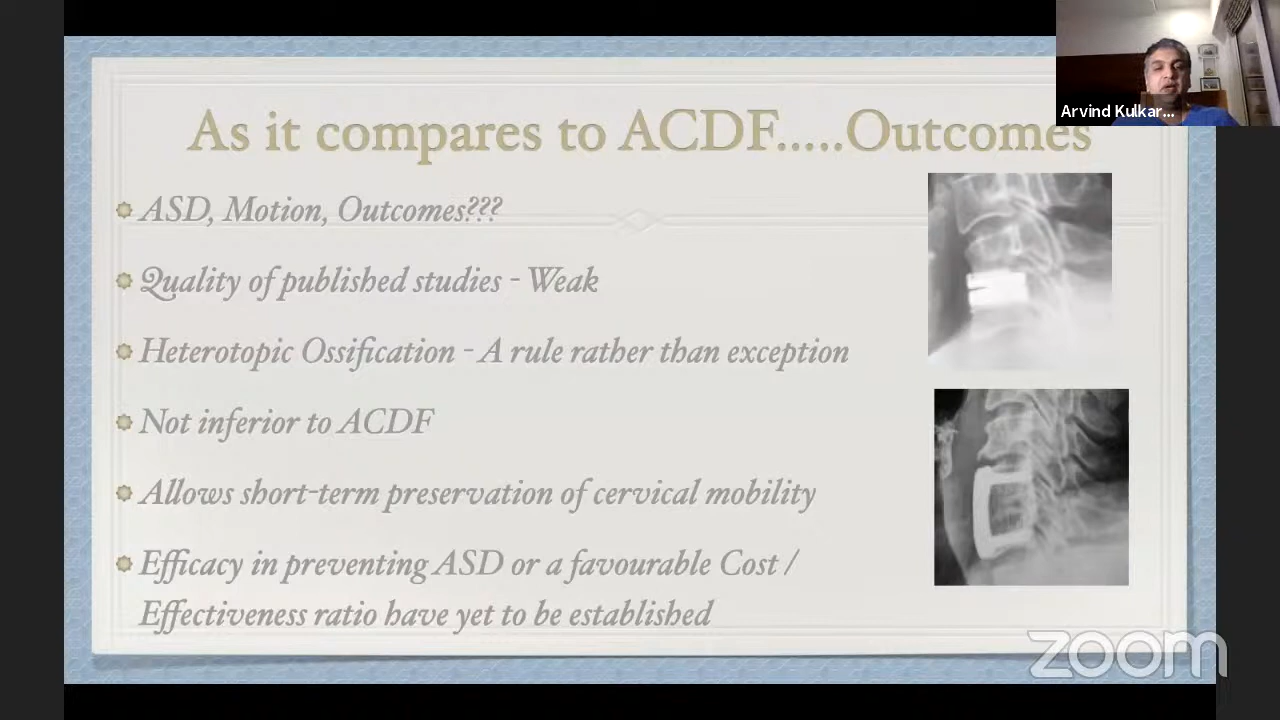 As it compares to ACDF.....Outcomes
Arvind Kulkar...
ASD, Motion, Outcomes???
Quality of published studies - Weak
Heterotopic Ossification - A rule rather than exception
Not inferior to ACDF
Allows short-term preservation of cervical mobility
Efficacy in preventing ASD or a favourable Cost /
Effectiveness ratio have yet to be established
zoom